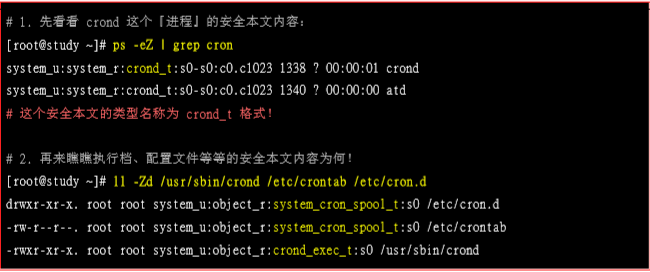 # 1. 先看看 crond 这个『进程』的安全本文内容：
[root@study ~]# ps -eZ | grep cron
system_u:system_r:crond_t:s0-s0:c0.c1023 1338 ? 00:00:01 crond
system_u:system_r:crond_t:s0-s0:c0.c1023 1340 ? 00:00:00 atd
# 这个安全本文的类型名称为 crond_t 格式！
# 2. 再来瞧瞧执行档、配置文件等等的安全本文内容为何！
[root@study ~]# ll -Zd /usr/sbin/crond /etc/crontab /etc/cron.d
drwxr-xr-x. root root system_u:object_r:system_cron_spool_t:s0 /etc/cron.d
-rw-r--r--. root root system_u:object_r:system_cron_spool_t:s0 /etc/crontab
-rwxr-xr-x. root root system_u:object_r:crond_exec_t:s0 /usr/sbin/crond